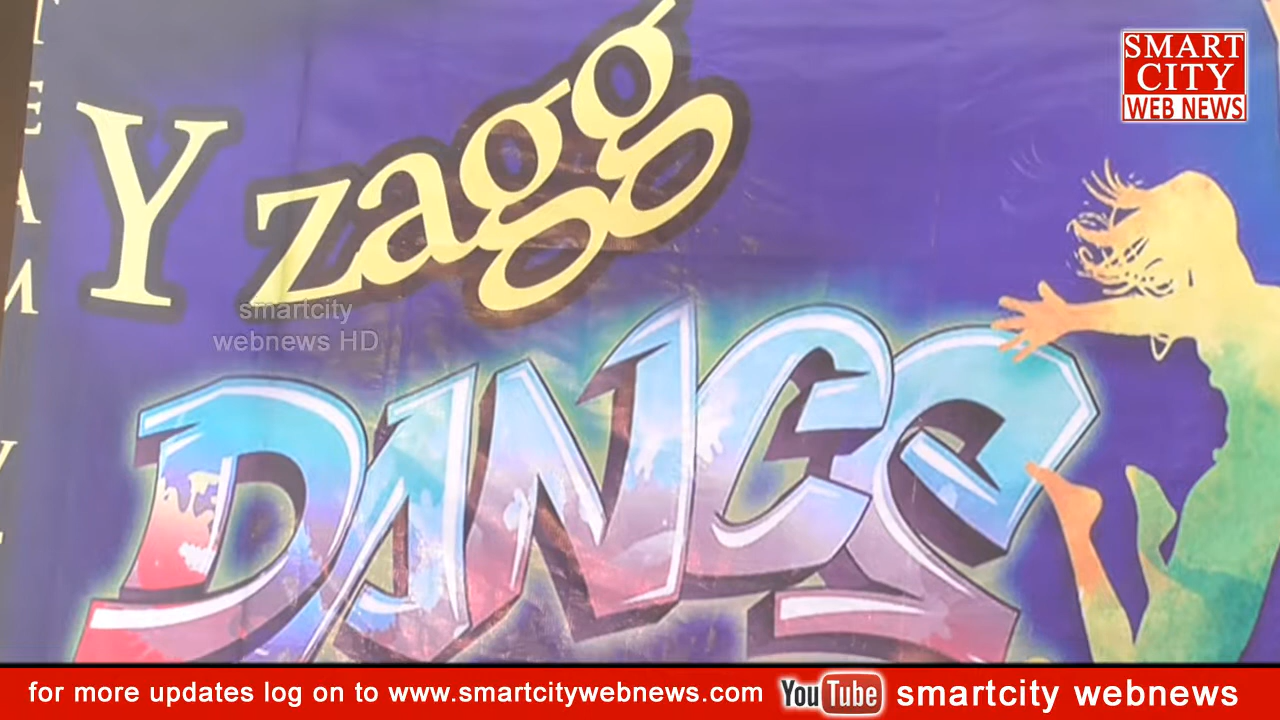 SMART
CITY
WEB NEWS
TEAM
Y zagg
smartcity
webnews HD
DANCE
for more updates log on to www.smartcitywebnews.com YouTube smartcity webnews